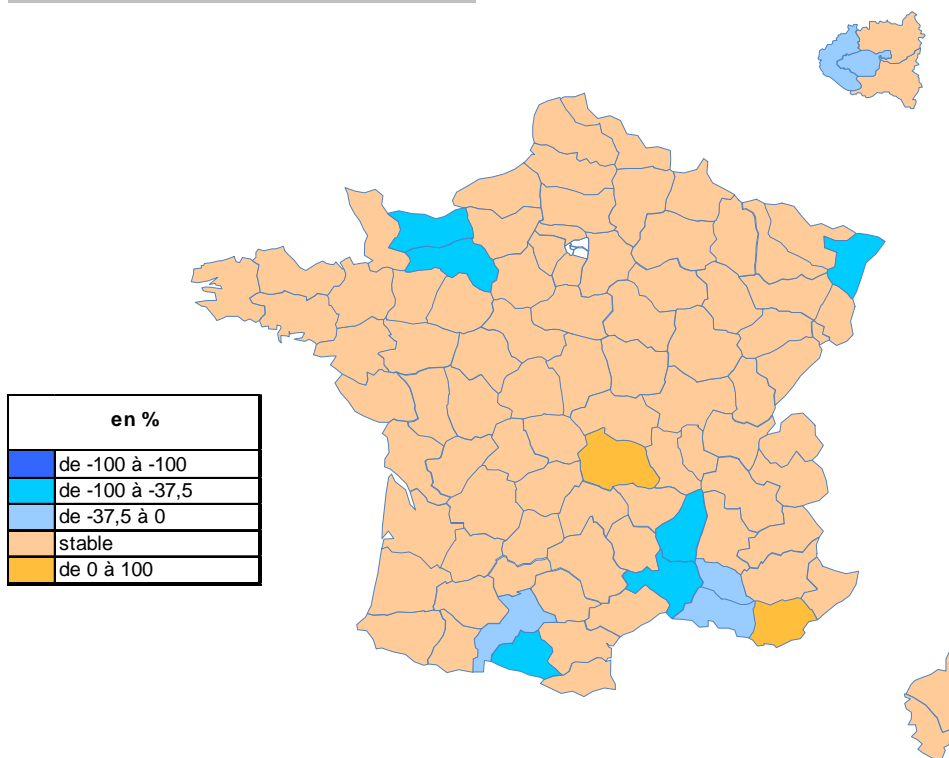 en %
de -100 à -100
de -100 à -37,5
de -37,5 à 0
stable
de 0 à 100